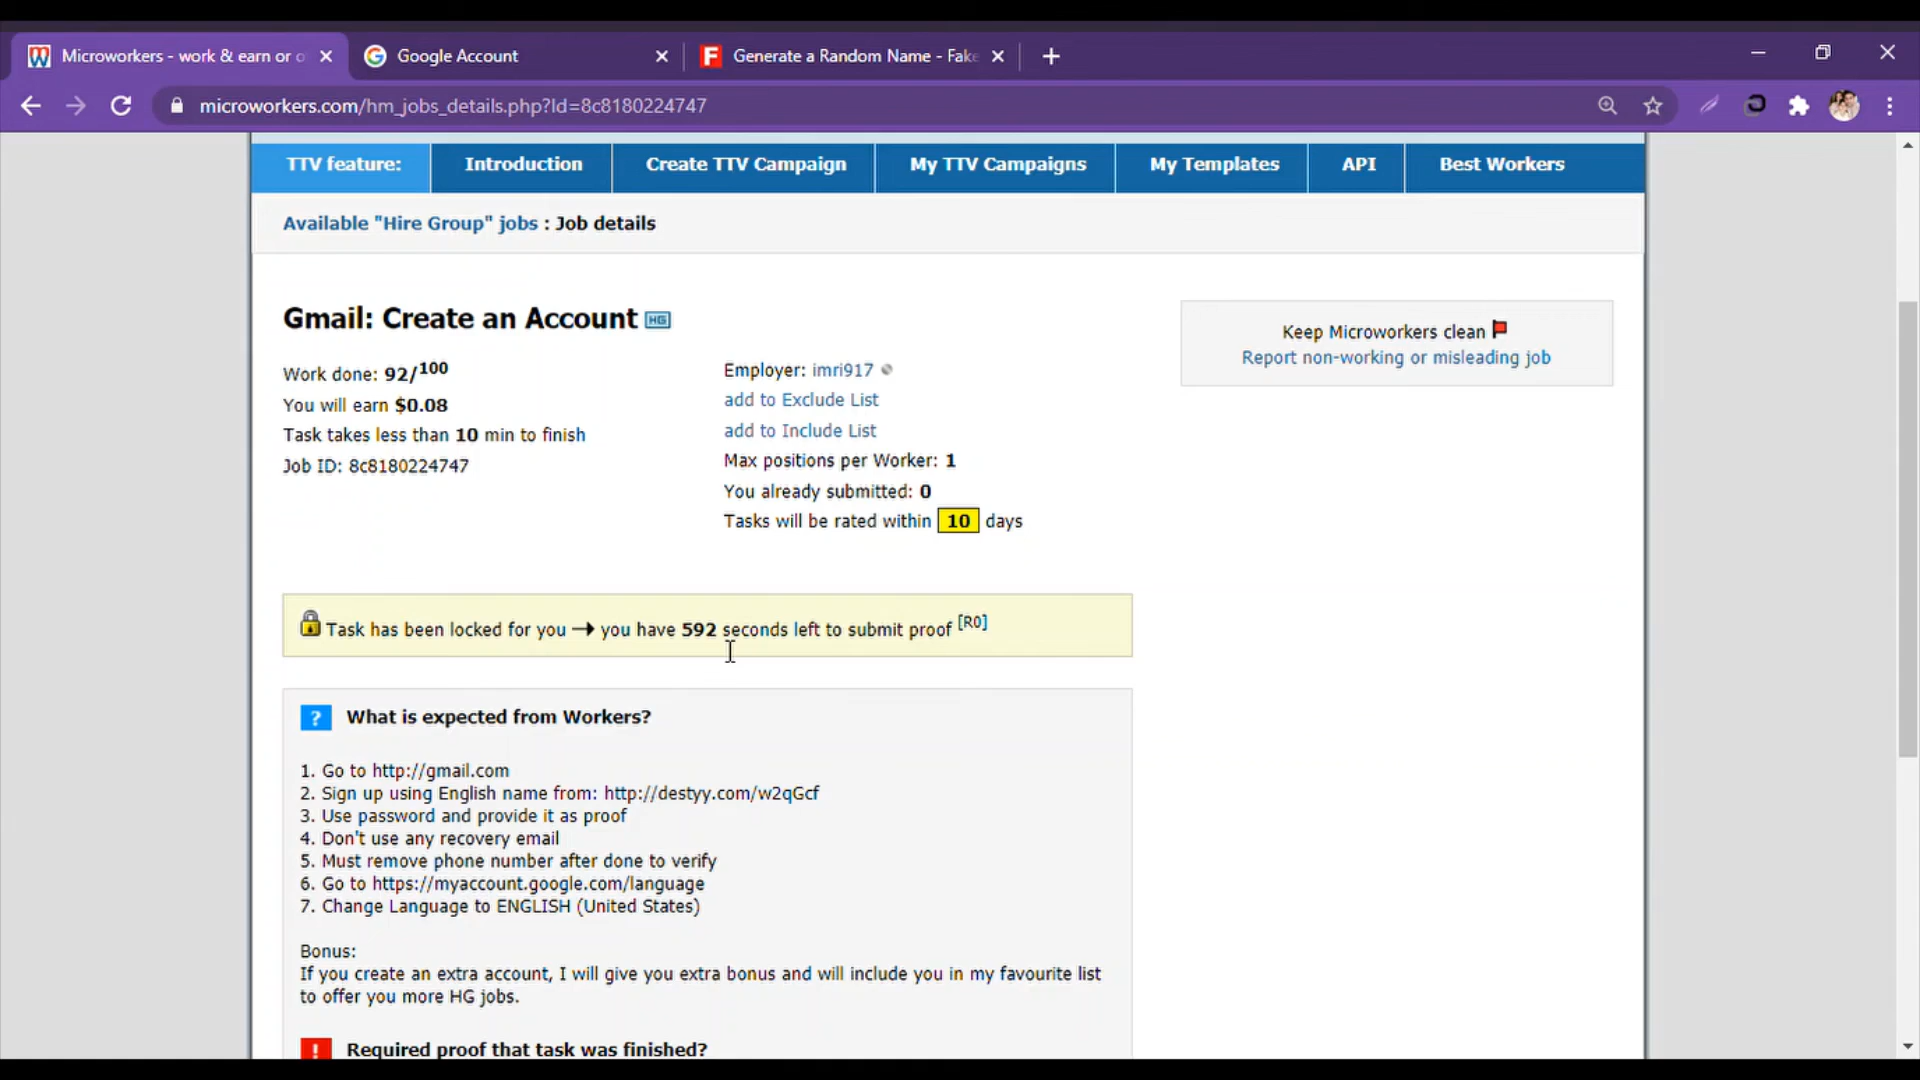 Microworkers - work & earn or o
Google Account
Generate a Random Name - Fake
microworkers.com/hm_jobs_details.php?Id=8c8180224747
TTV feature:
Introduction
Create TTV Campaign
My TTV Campaigns
My Templates
API
Best Workers
Available "Hire Group" jobs : Job details
Gmail: Create an Account HG
Keep Microworkers clean
Report non-working or misleading job
Work done: 92/100
You will earn $0.08
Task takes less than 10 min to finish
Job ID: 8c8180224747
Employer: imri917
add to Exclude List
add to Include List
Max positions per Worker: 1
You already submitted: 0
Tasks will be rated within 10 days
Task has been locked for you → you have 592 seconds left to submit proof [R0]
? What is expected from Workers?
1. Go to http://gmail.com
2. Sign up using English name from: http://destyy.com/w2qGcf
3. Use password and provide it as proof
4. Don't use any recovery email
5. Must remove phone number after done to verify
6. Go to https://myaccount.google.com/language
7. Change Language to ENGLISH (United States)
Bonus:
If you create an extra account, I will give you extra bonus and will include you in my favourite list
to offer you more HG jobs.
! Required proof that task was finished?